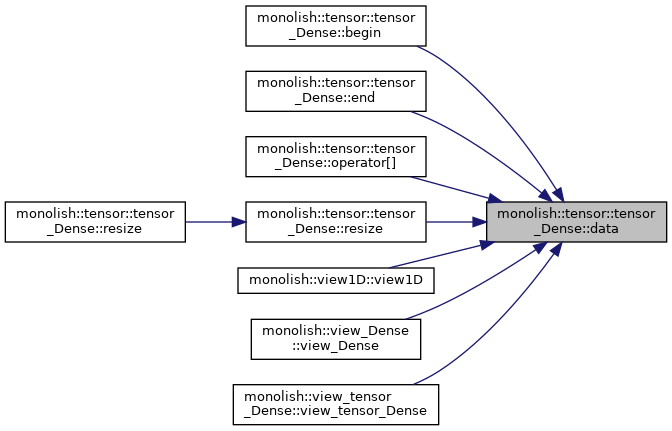 monolish::tensor::tensor
_Dense::begin
monolish::tensor::tensor
_Dense::end
monolish::tensor::tensor
_Dense::operator[]
monolish::tensor::tensor
_Dense::resize
monolish::tensor::tensor
_Dense::resize
monolish::tensor::tensor
_Dense::data
monolish::view1D::view1D
monolish::view_Dense
::view_Dense
monolish::view_tensor
_Dense::view_tensor_Dense